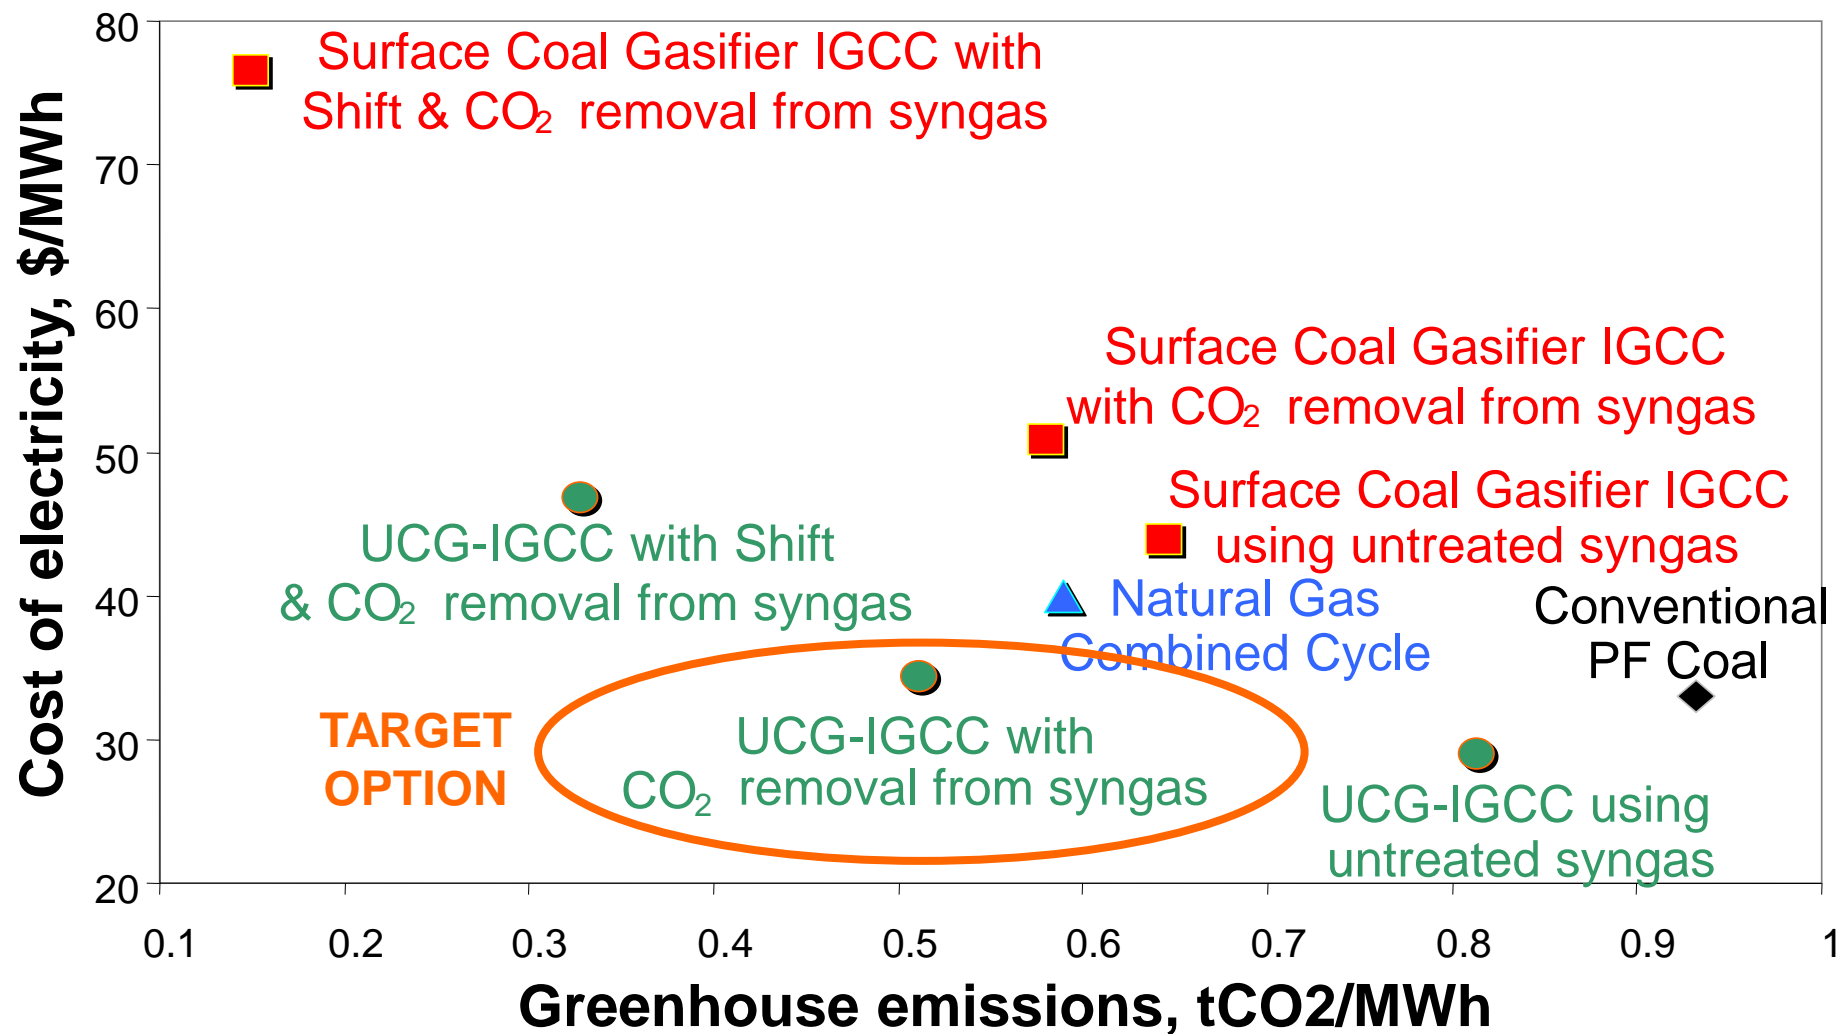 80
70
60
50
40
30
20
Cost of electricity, $/MWh
Surface Coal Gasifier IGCC with
Shift & CO₂ removal from syngas
Surface Coal Gasifier IGCC
with CO₂ removal from syngas
Surface Coal Gasifier IGCC
using untreated syngas
UCG-IGCC with Shift
& CO₂ removal from syngas
Natural Gas
Combined Cycle
Conventional
PF Coal
TARGET
OPTION
UCG-IGCC with
CO₂ removal from syngas
UCG-IGCC using
untreated syngas
0.1 0.2 0.3 0.4 0.5 0.6 0.7 0.8 0.9 1
Greenhouse emissions, tCO2/MWh